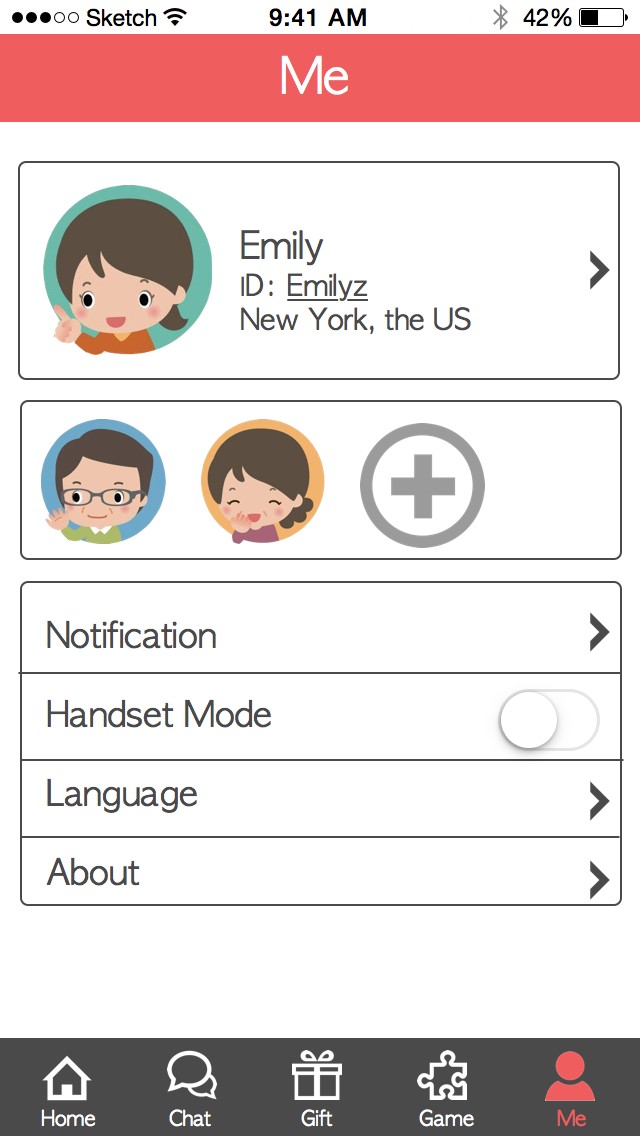 Sketch 9:41 AM 42%
Me
Emily
ID: Emilyz
New York, the US
Notification
Handset Mode
Language
About
Home Chat Gift Game Me